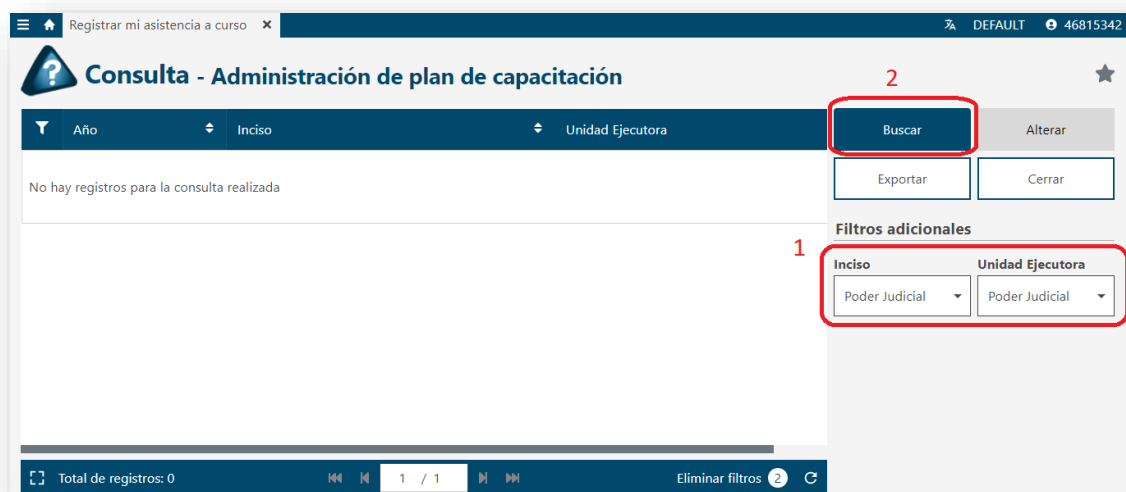 Registrar mi asistencia a curso
DEFAULT
46815342
Consulta - Administración de plan de capacitación
2
Año
Inciso
Unidad Ejecutora
Buscar
Alterar
No hay registros para la consulta realizada
Exportar
Cerrar
Filtros adicionales
1
Inciso
Unidad Ejecutora
Poder Judicial
Poder Judicial
Total de registros: 0
1 / 1
Eliminar filtros 2